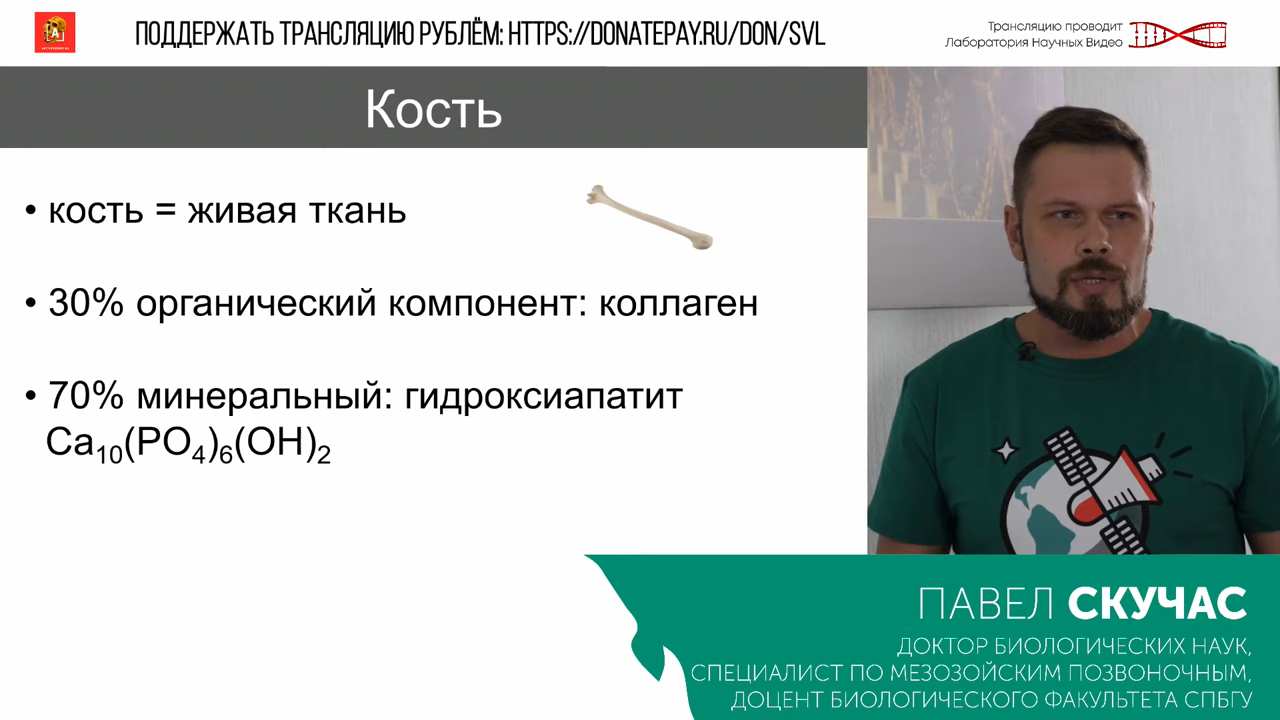 ПОДДЕРЖАТЬ ТРАНСЛЯЦИЮ РУБЛЁМ: HTTPS://DONATEPAY.RU/DON/SVL
Трансляцию проводит
Лаборатория Научных Видео
Кость
• кость = живая ткань
• 30% органический компонент: коллаген
• 70% минеральный: гидроксиапатит
Ca₁₀(PO₄)₆(OH)₂
ПАВЕЛ СКУЧАС
ДОКТОР БИОЛОГИЧЕСКИХ НАУК,
СПЕЦИАЛИСТ ПО МЕЗОЗОЙСКИМ ПОЗВОНОЧНЫМ,
ДОЦЕНТ БИОЛОГИЧЕСКОГО ФАКУЛЬТЕТА СПБГУ